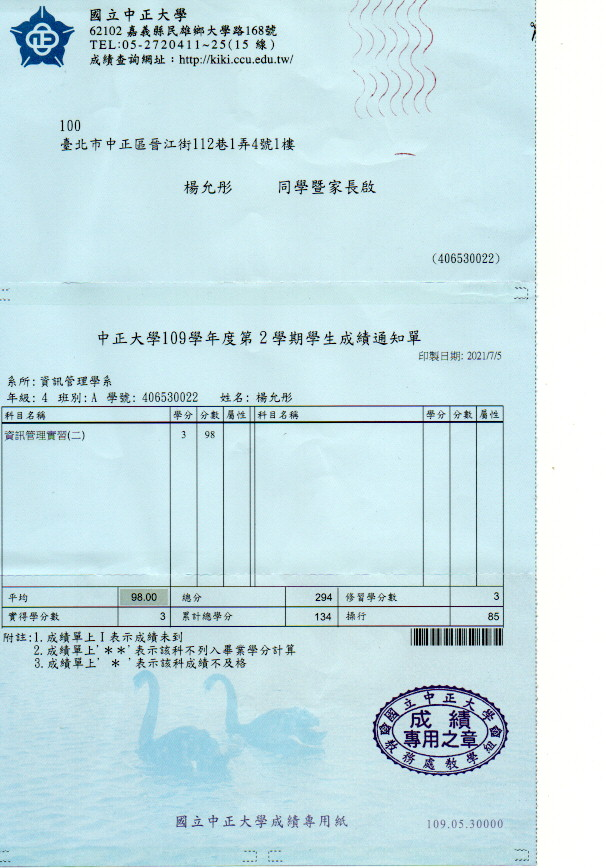 國立中正大學
62102 嘉義縣民雄鄉大學路168號
TEL:05-2720411~25(15 線)
成績查詢網址：http://kiki.ccu.edu.tw/
100
臺北市中正區晉江街112巷1弄4號1樓
楊允彤 同學暨家長啟
(406530022)
中正大學109學年度第2學期學生成績通知單
印製日期: 2021/7/5
系所: 資訊管理學系
年級: 4 班別: A 學號: 406530022 姓名: 楊允彤
科目名稱 學分 分數 屬性 科目名稱 學分 分數 屬性
資訊管理實習(二) 3 98
平均 98.00 總分 294 修習學分數 3
實得學分數 3 累計總學分 134 操行 85
附註:1.成績單上 I 表示成績未到
2.成績單上'＊＊'表示該科不列入畢業學分計算
3.成績單上'＊'表示該科成績不及格
國立中正大學
成績
專用之章
教務處教學組
國立中正大學成績專用紙
109.05.30000